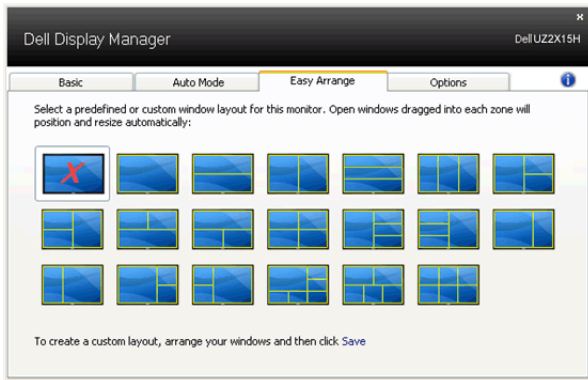 Dell Display Manager
Dell UZ2X15H
Basic
Auto Mode
Easy Arrange
Options
Select a predefined or custom window layout for this monitor. Open windows dragged into each zone will
position and resize automatically:
To create a custom layout, arrange your windows and then click Save